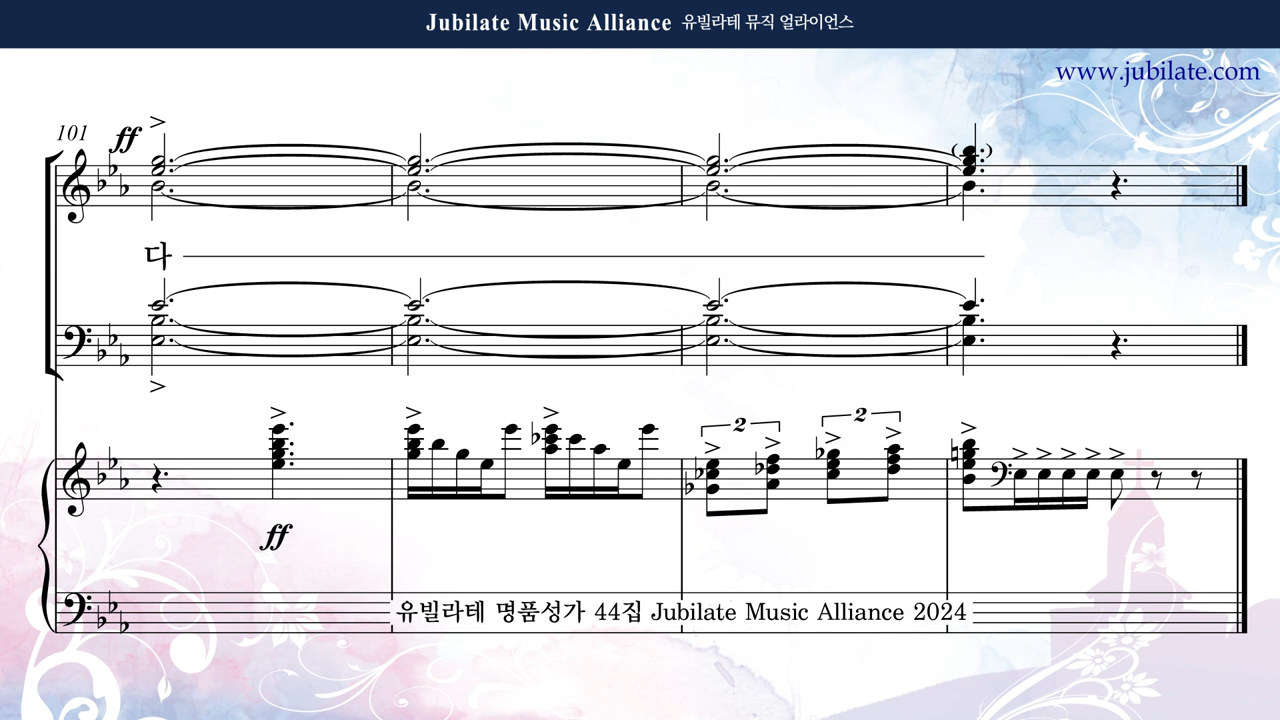 Jubilate Music Alliance 유빌라테 뮤직 얼라이언스
www.jubilate.com
101 ff
다
ff
2 2
유빌라테 명품성가 44집 Jubilate Music Alliance 2024